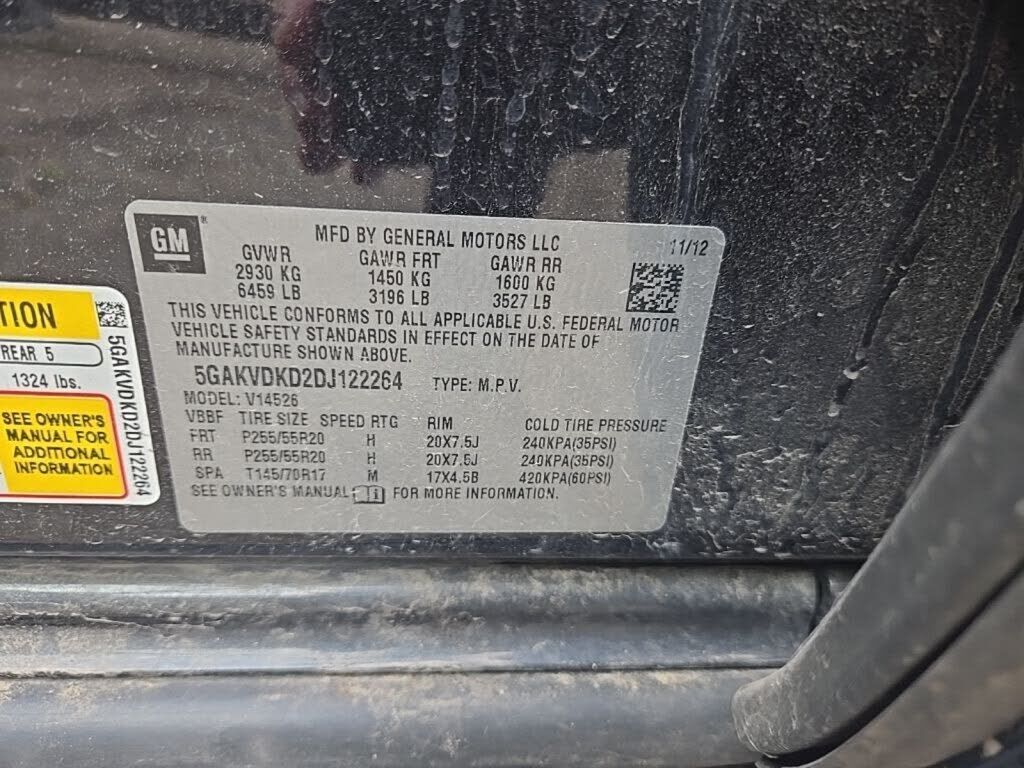 GM ®
MFD BY GENERAL MOTORS LLC 11/12
GVWR GAWR FRT GAWR RR
2930 KG 1450 KG 1600 KG
6459 LB 3196 LB 3527 LB
THIS VEHICLE CONFORMS TO ALL APPLICABLE U.S. FEDERAL MOTOR
VEHICLE SAFETY STANDARDS IN EFFECT ON THE DATE OF
MANUFACTURE SHOWN ABOVE.
5GAKVDKD2DJ122264 TYPE: M.P.V.
MODEL: V14526
VBBF TIRE SIZE SPEED RTG RIM COLD TIRE PRESSURE
FRT P255/55R20 H 20X7.5J 240KPA(35PSI)
RR P255/55R20 H 20X7.5J 240KPA(35PSI)
SPA T145/70R17 M 17X4.5B 420KPA(60PSI)
SEE OWNER'S MANUAL FOR MORE INFORMATION.
TION
REAR 5
1324 lbs.
SEE OWNER'S
MANUAL FOR
ADDITIONAL
INFORMATION
5GAKVDKD2DJ122264